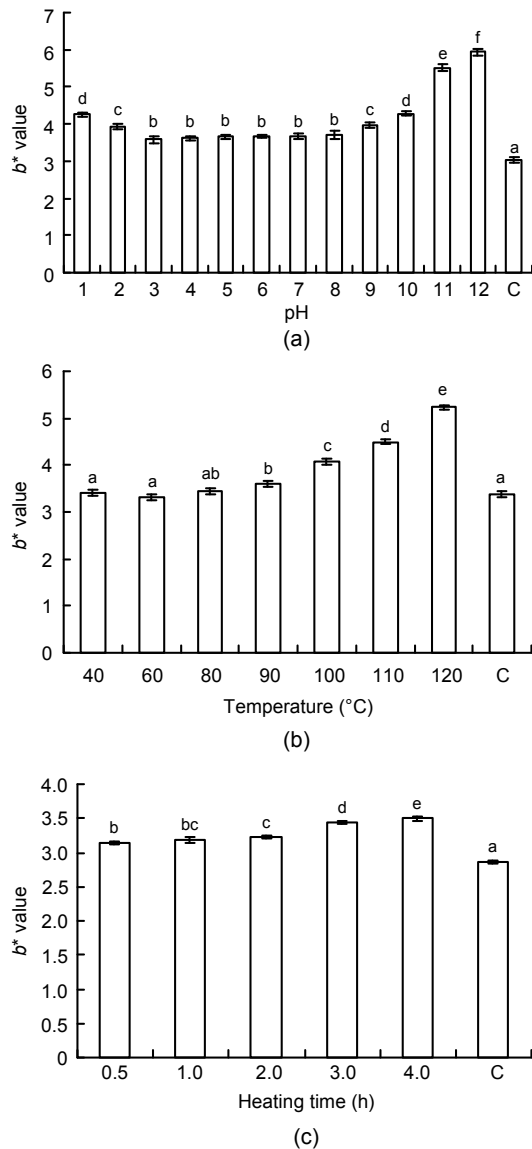 7
6
5
4
3
2
1
0
b* value
d c b b b b b b c d e f a
1 2 3 4 5 6 7 8 9 10 11 12 C
pH
(a)
6
5
4
3
2
1
0
b* value
a a ab b c d e a
40 60 80 90 100 110 120 C
Temperature (°C)
(b)
4.0
3.5
3.0
2.5
2.0
1.5
1.0
0.5
0
b* value
b bc c d e a
0.5 1.0 2.0 3.0 4.0 C
Heating time (h)
(c)